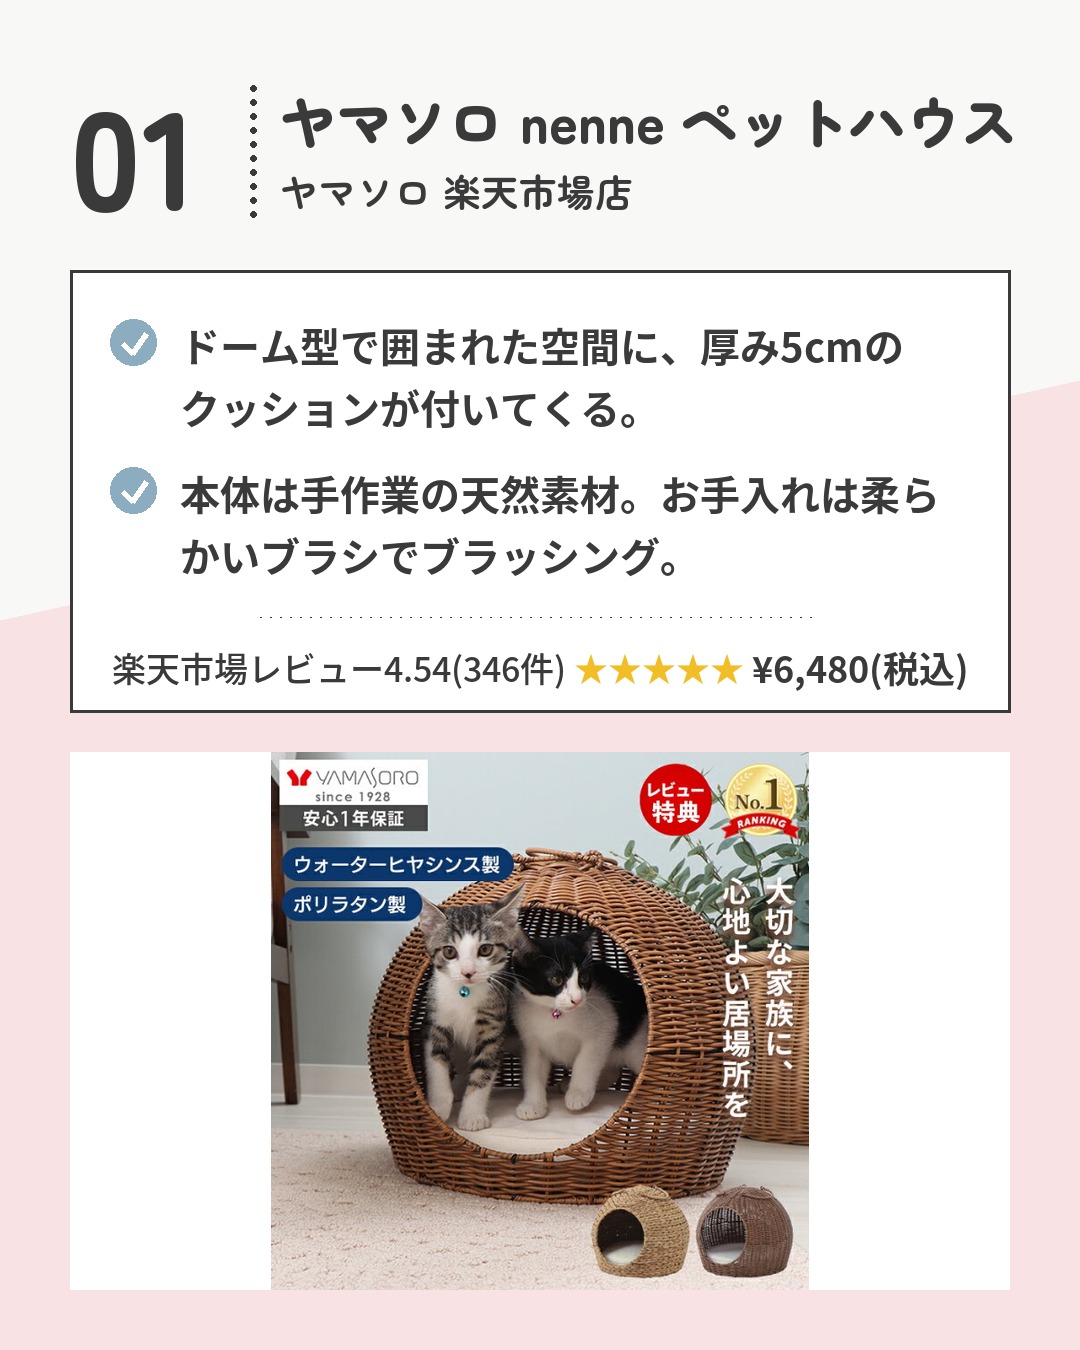 01
ヤマソロ nenne ペットハウス
ヤマソロ 楽天市場店
ドーム型で囲まれた空間に、厚み5cmの
クッションが付いてくる。
本体は手作業の天然素材。お手入れは柔ら
かいブラシでブラッシング。
楽天市場レビュー4.54(346件) ★★★★★ ¥6,480(税込)
YAMASORO
since 1928
安心1年保証
レビュー
特典
No.1
RANKING
ウォーターヒヤシンス製
ポリラタン製
大切な家族に、
心地よい居場所を